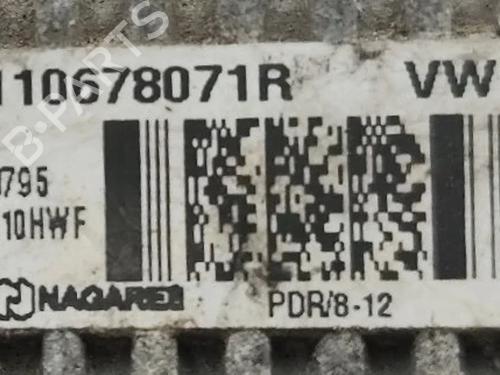 B-PARTS
110678071R VW
795
10HWF
NAGARES
PDR/8-12